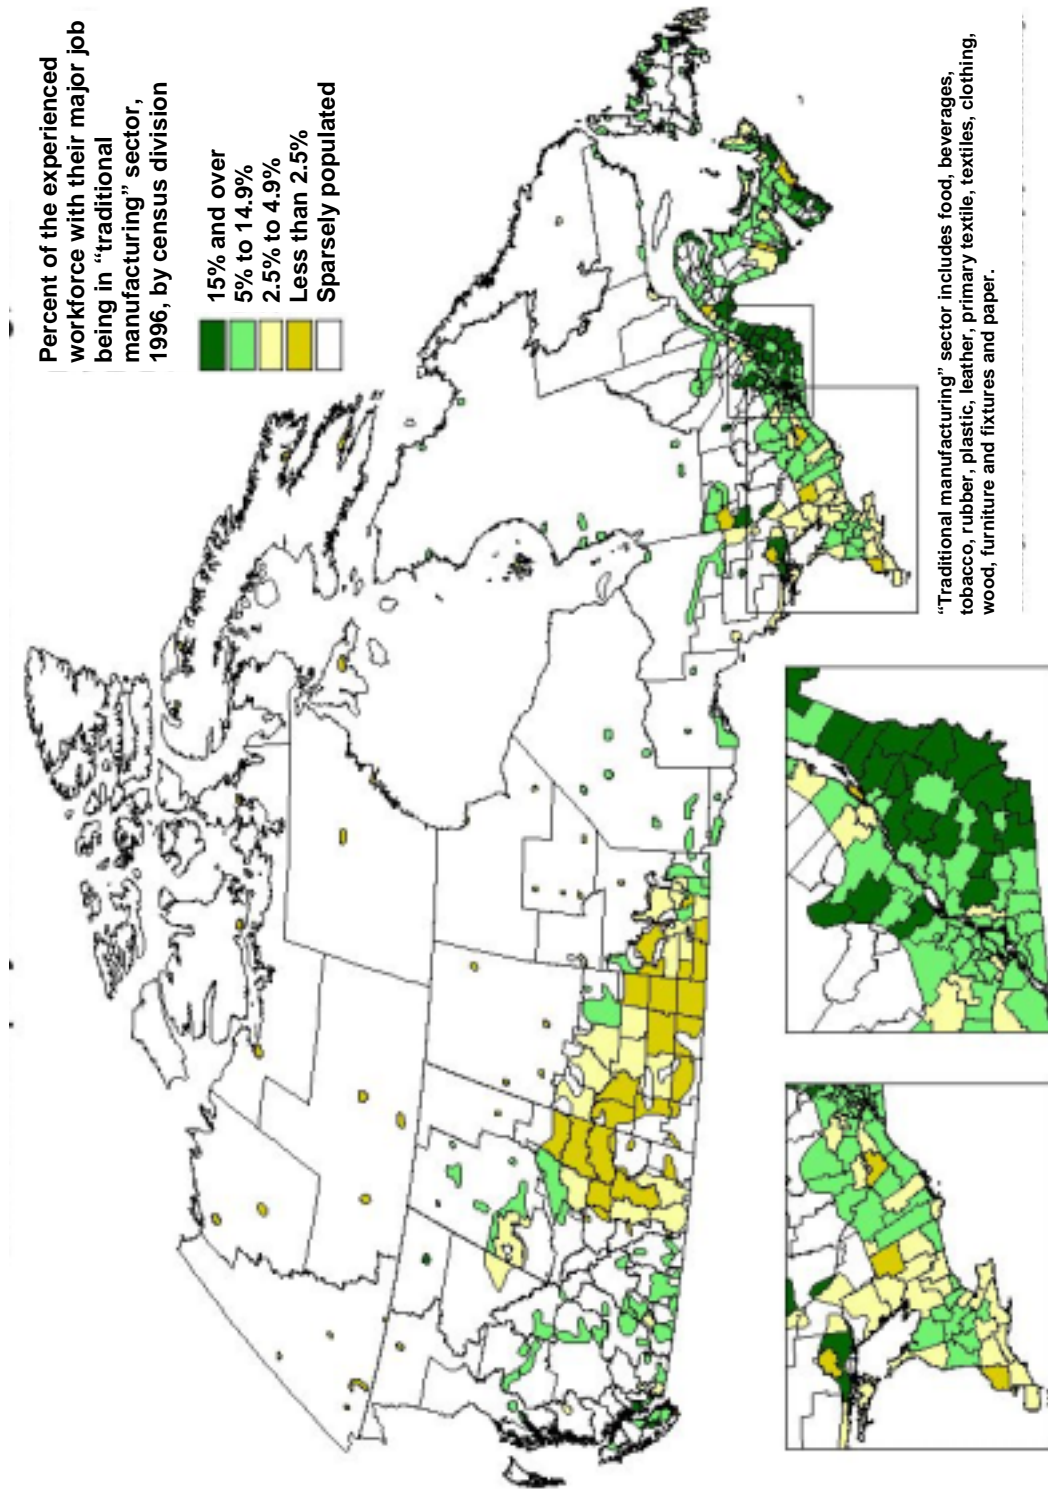 Percent of the experienced
workforce with their major job
being in “traditional
manufacturing” sector,
1996, by census division
15% and over
5% to 14.9%
2.5% to 4.9%
Less than 2.5%
Sparsely populated
“Traditional manufacturing” sector includes food, beverages,
tobacco, rubber, plastic, leather, primary textile, textiles, clothing,
wood, furniture and fixtures and paper.